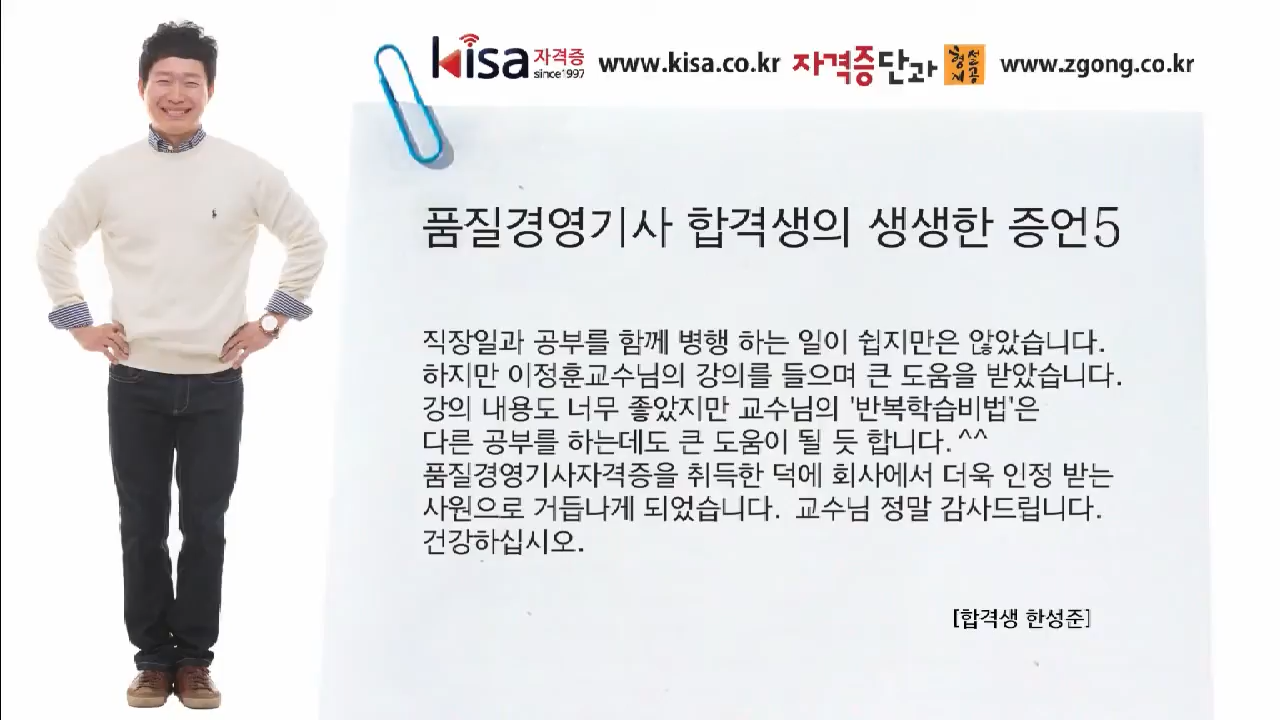 kisa 자격증 since1997 www.kisa.co.kr 자격증단과 형설제공 www.zgong.co.kr
품질경영기사 합격생의 생생한 증언5
직장일과 공부를 함께 병행 하는 일이 쉽지만은 않았습니다.
하지만 이정훈교수님의 강의를 들으며 큰 도움을 받았습니다.
강의 내용도 너무 좋았지만 교수님의 '반복학습비법'은
다른 공부를 하는데도 큰 도움이 될 듯 합니다. ^^
품질경영기사자격증을 취득한 덕에 회사에서 더욱 인정 받는
사원으로 거듭나게 되었습니다. 교수님 정말 감사드립니다.
건강하십시오.
[합격생 한성준]